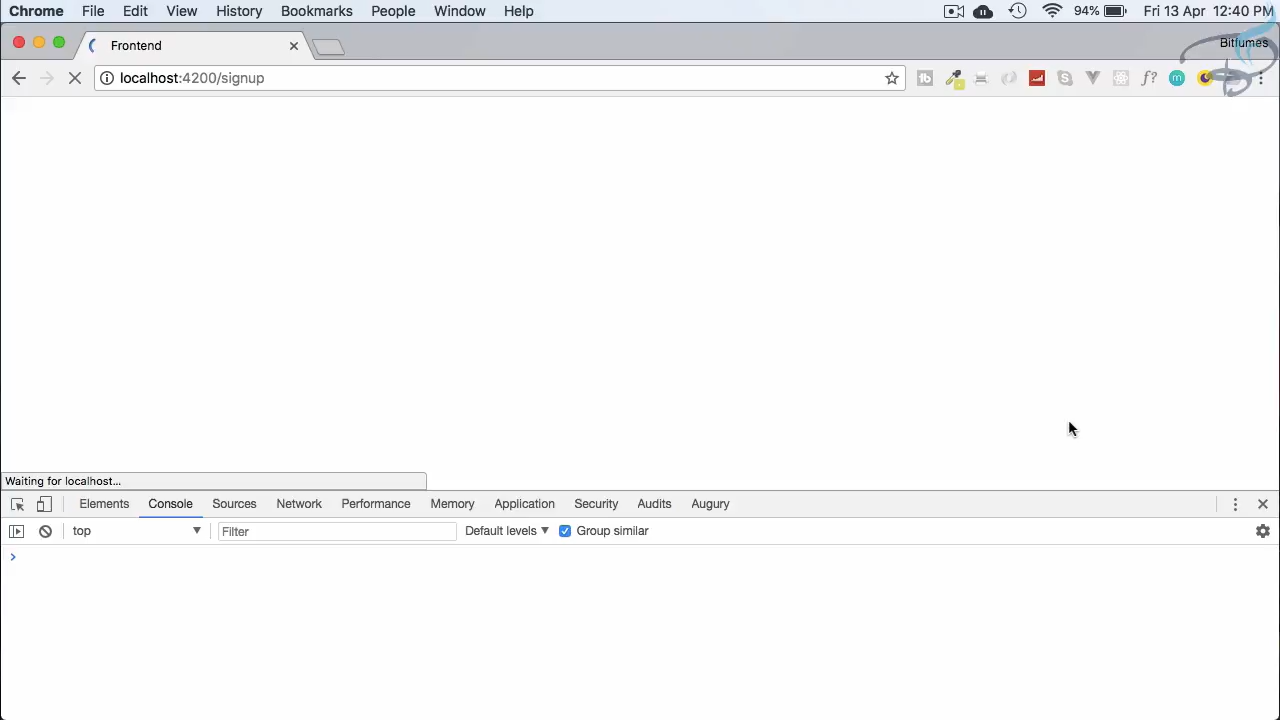 Chrome File Edit View History Bookmarks People Window Help 94% Fri 13 Apr 12:40 PM
Frontend Bitfumes
localhost:4200/signup
Waiting for localhost...
Elements Console Sources Network Performance Memory Application Security Audits Augury
top Filter Default levels Group similar